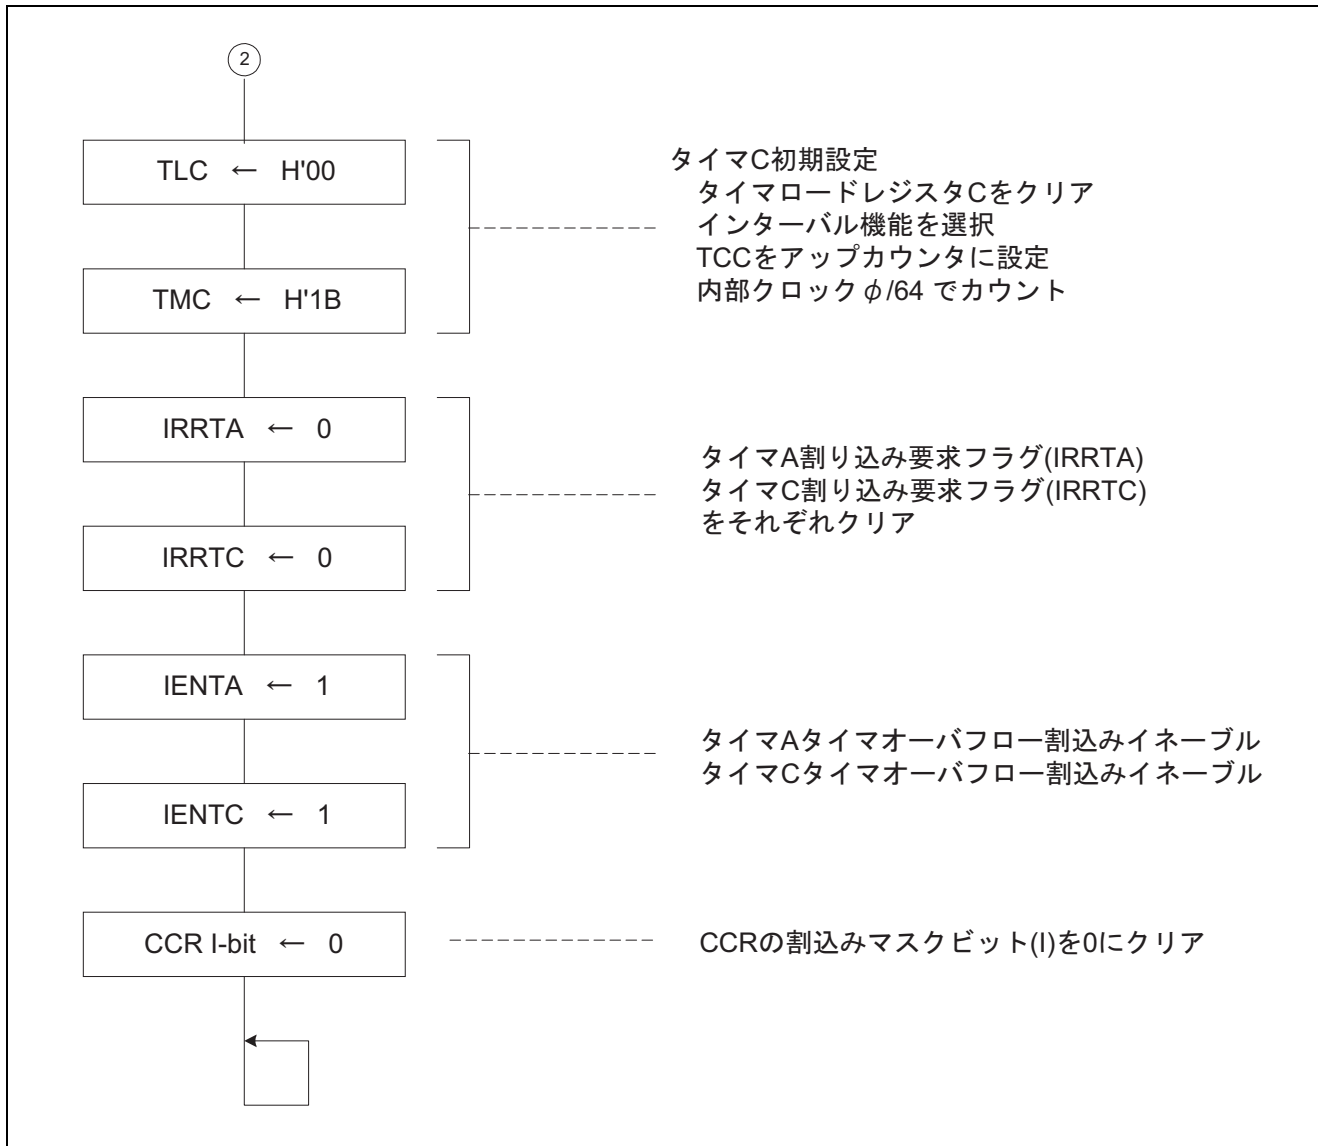 2
TLC ← H'00
TMC ← H'1B
タイマC初期設定
タイマロードレジスタCをクリア
インターバル機能を選択
TCCをアップカウンタに設定
内部クロックφ/64 でカウント
IRRTA ← 0
IRRTC ← 0
タイマA割り込み要求フラグ(IRRTA)
タイマC割り込み要求フラグ(IRRTC)
をそれぞれクリア
IENTA ← 1
IENTC ← 1
タイマAタイマオーバフロー割込みイネーブル
タイマCタイマオーバフロー割込みイネーブル
CCR I-bit ← 0
CCRの割込みマスクビット(I)を0にクリア